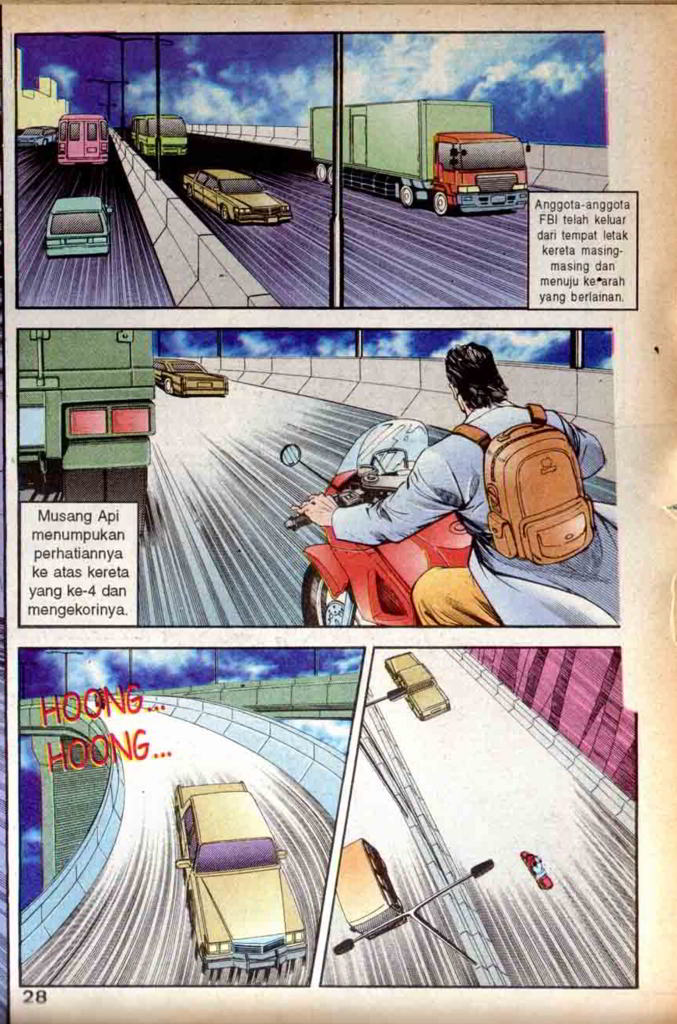 Anggota-anggota
FBI telah keluar
dari tempat letak
kereta masing-
masing dan
menuju ke arah
yang berlainan.
Musang Api
menumpukan
perhatiannya
ke atas kereta
yang ke-4 dan
mengekorinya.
HOONG...
HOONG...
28